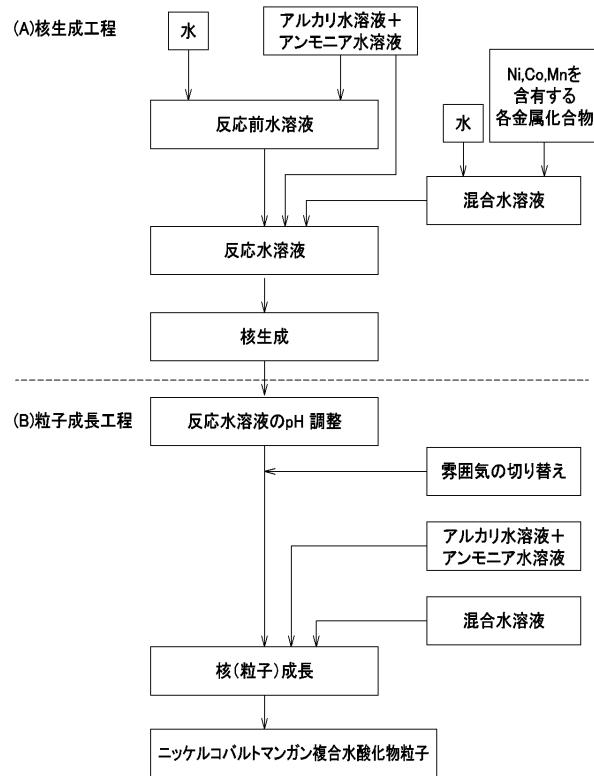 (A)核生成工程
水
アルカリ水溶液＋
アンモニア水溶液
Ni,Co,Mnを
含有する
各金属化合物
反応前水溶液
水
混合水溶液
反応水溶液
核生成
(B)粒子成長工程
反応水溶液のpH 調整
雰囲気の切り替え
アルカリ水溶液＋
アンモニア水溶液
混合水溶液
核(粒子)成長
ニッケルコバルトマンガン複合水酸化物粒子